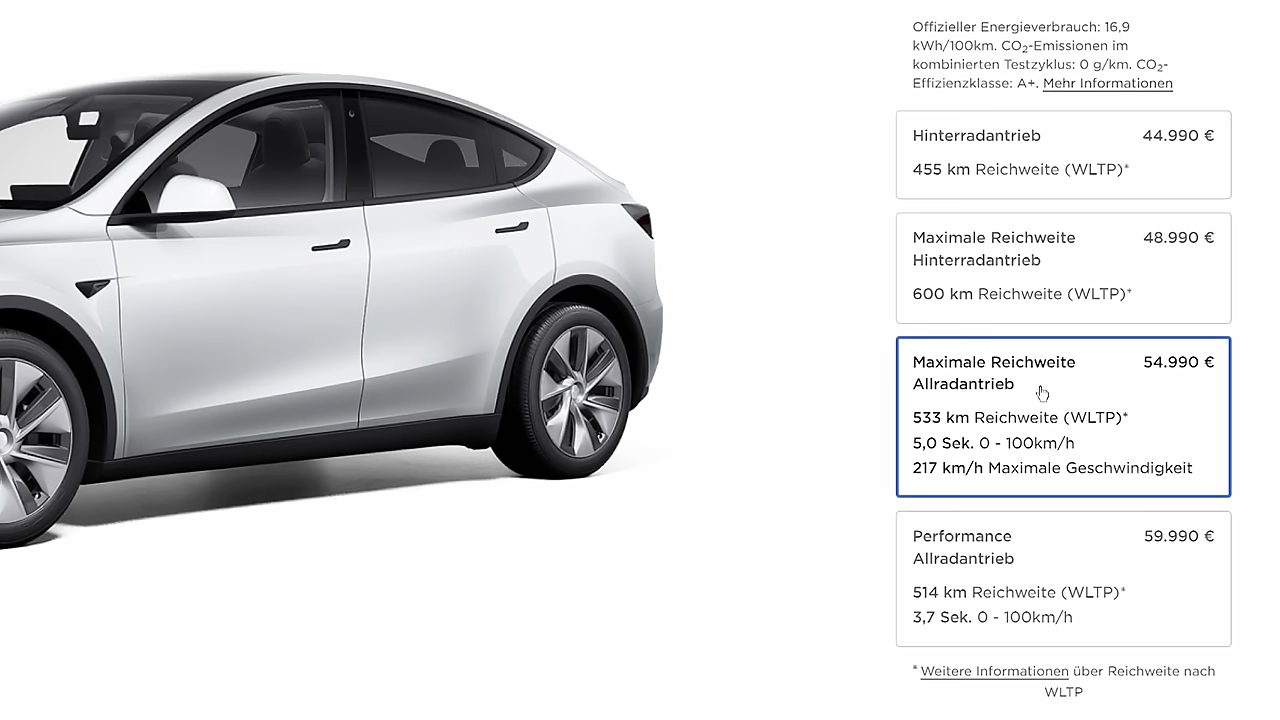 Offizieller Energieverbrauch: 16,9
kWh/100km. CO₂-Emissionen im
kombinierten Testzyklus: 0 g/km. CO₂-
Effizienzklasse: A+. Mehr Informationen
Hinterradantrieb 44.990 €
455 km Reichweite (WLTP)*
Maximale Reichweite 48.990 €
Hinterradantrieb
600 km Reichweite (WLTP)*
Maximale Reichweite 54.990 €
Allradantrieb
533 km Reichweite (WLTP)*
5,0 Sek. 0 - 100km/h
217 km/h Maximale Geschwindigkeit
Performance 59.990 €
Allradantrieb
514 km Reichweite (WLTP)*
3,7 Sek. 0 - 100km/h
* Weitere Informationen über Reichweite nach
WLTP